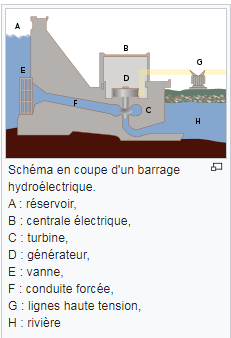 A
B
G
E
D
F
C
H
Schéma en coupe d'un barrage
hydroélectrique.
A : réservoir,
B : centrale électrique,
C : turbine,
D : générateur,
E : vanne,
F : conduite forcée,
G : lignes haute tension,
H : rivière